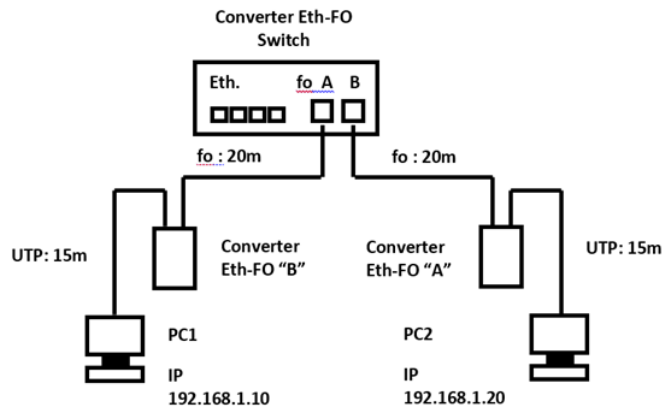 Converter Eth-FO
Switch
Eth. fo A B
fo : 20m
fo : 20m
UTP: 15m
Converter
Eth-FO “B”
Converter
Eth-FO “A”
UTP: 15m
PC1
IP
192.168.1.10
PC2
IP
192.168.1.20